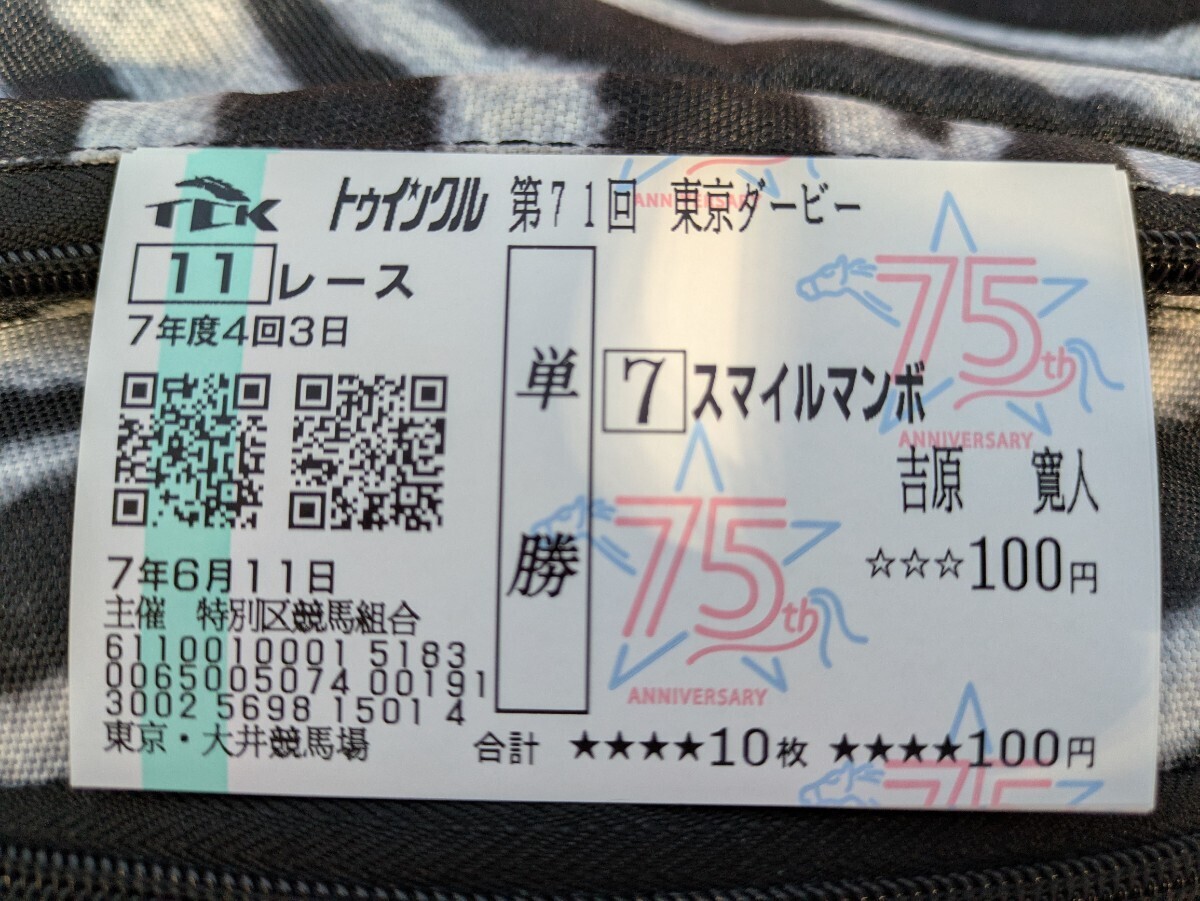 TCK トゥインクル 第71回 東京ダービー
11レース
7年度4回3日
単勝
7 スマイルマンボ
吉原 寛人
☆☆☆100円
7年6月11日
主催 特別区競馬組合
6110010001 5183
0065005074 00191
3002 5698 1501 4
東京・大井競馬場
合計 ★★★★10枚 ★★★★100円
ANNIVERSARY
75th
ANNIVERSARY
75th
ANNIVERSARY
75